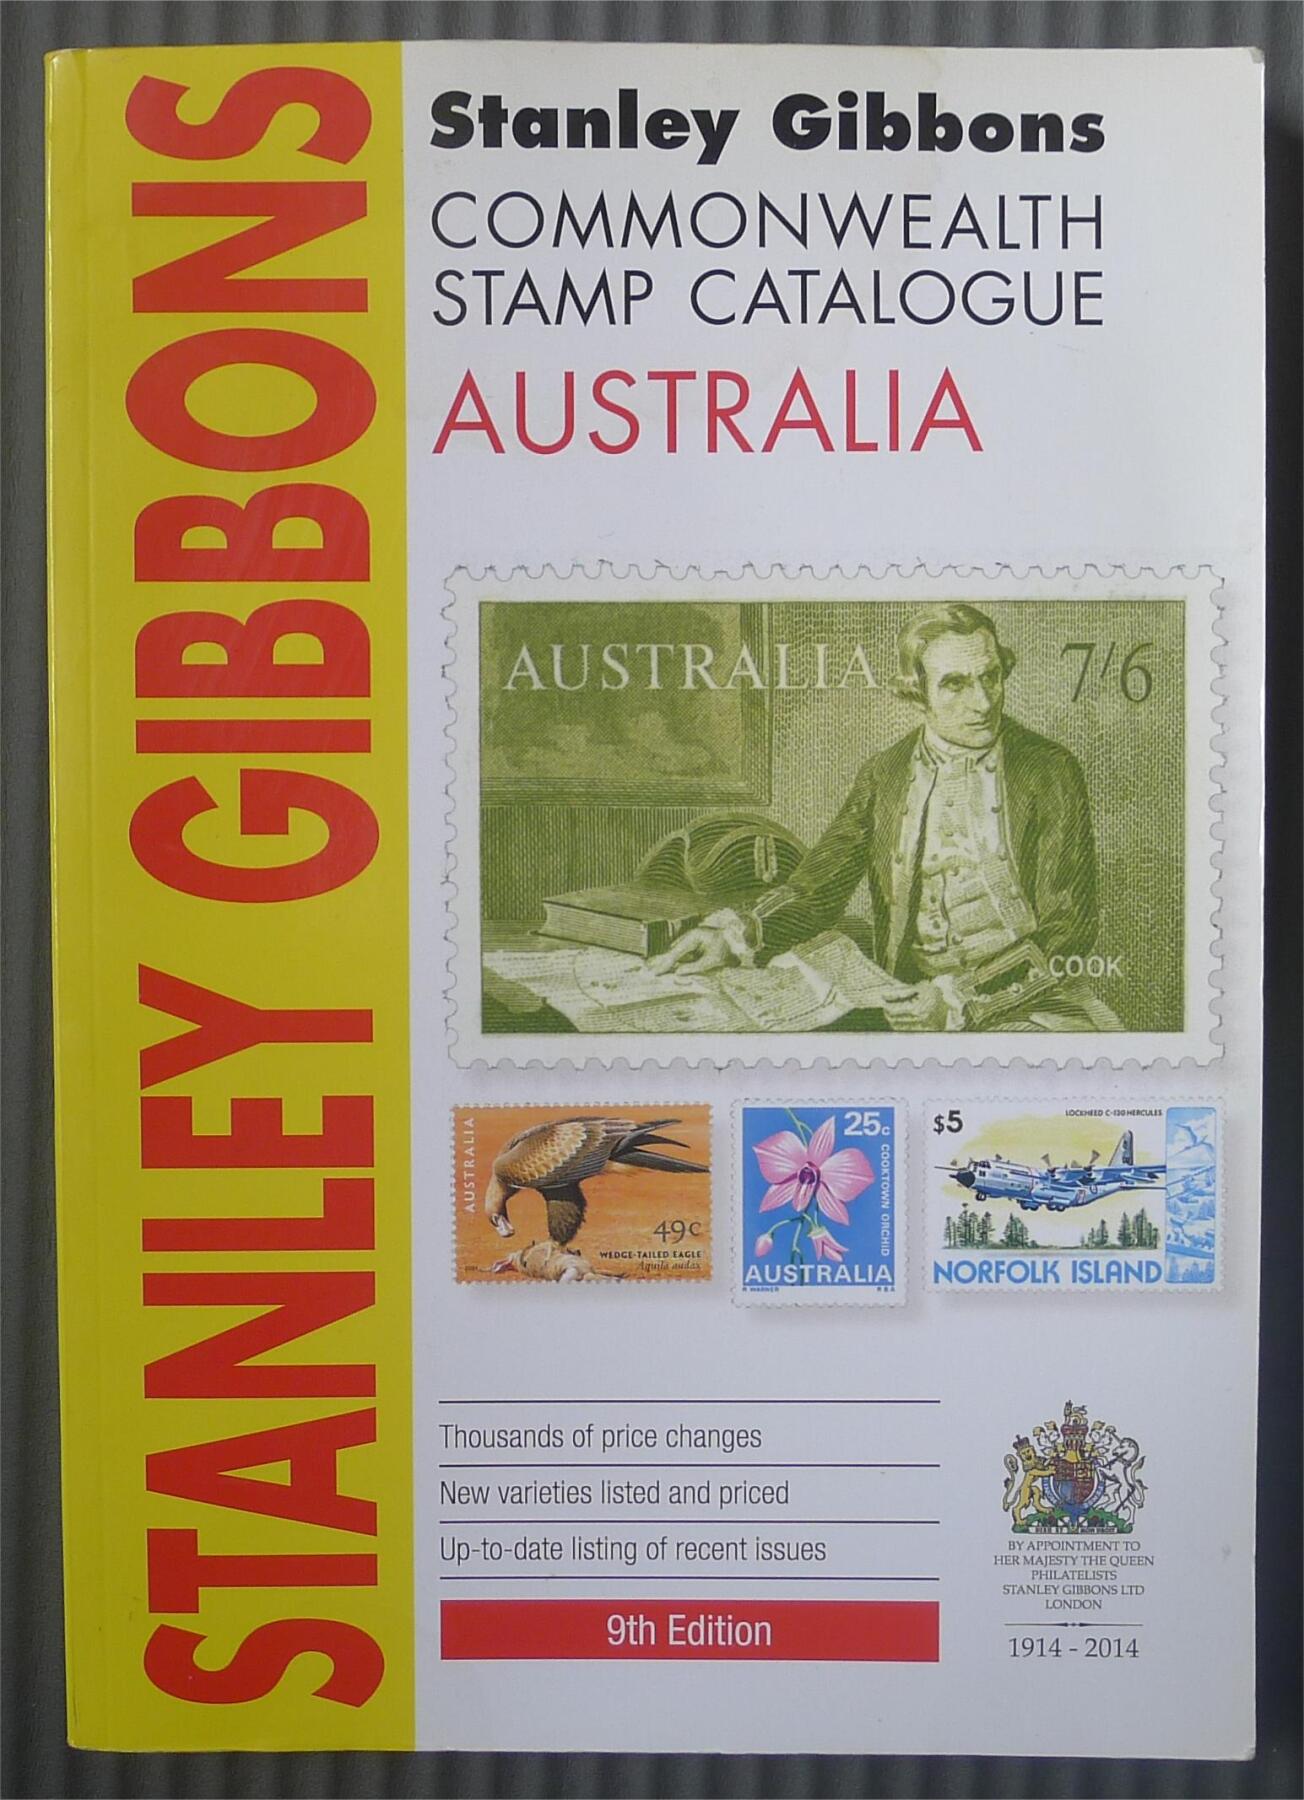 STANLEY GIBBONS
Stanley Gibbons
COMMONWEALTH
STAMP CATALOGUE
AUSTRALIA
AUSTRALIA
7/6
COOK
AUSTRALIA
49c
WEDGE-TAILED EAGLE
Aquila audax
25c
COOKTOWN ORCHID
AUSTRALIA
R WARNER
R B A
$5
LOCKHEED C-130 HERCULES
NORFOLK ISLAND
Thousands of price changes
New varieties listed and priced
Up-to-date listing of recent issues
9th Edition
BY APPOINTMENT TO
HER MAJESTY THE QUEEN
PHILATELISTS
STANLEY GIBBONS LTD
LONDON
1914 - 2014